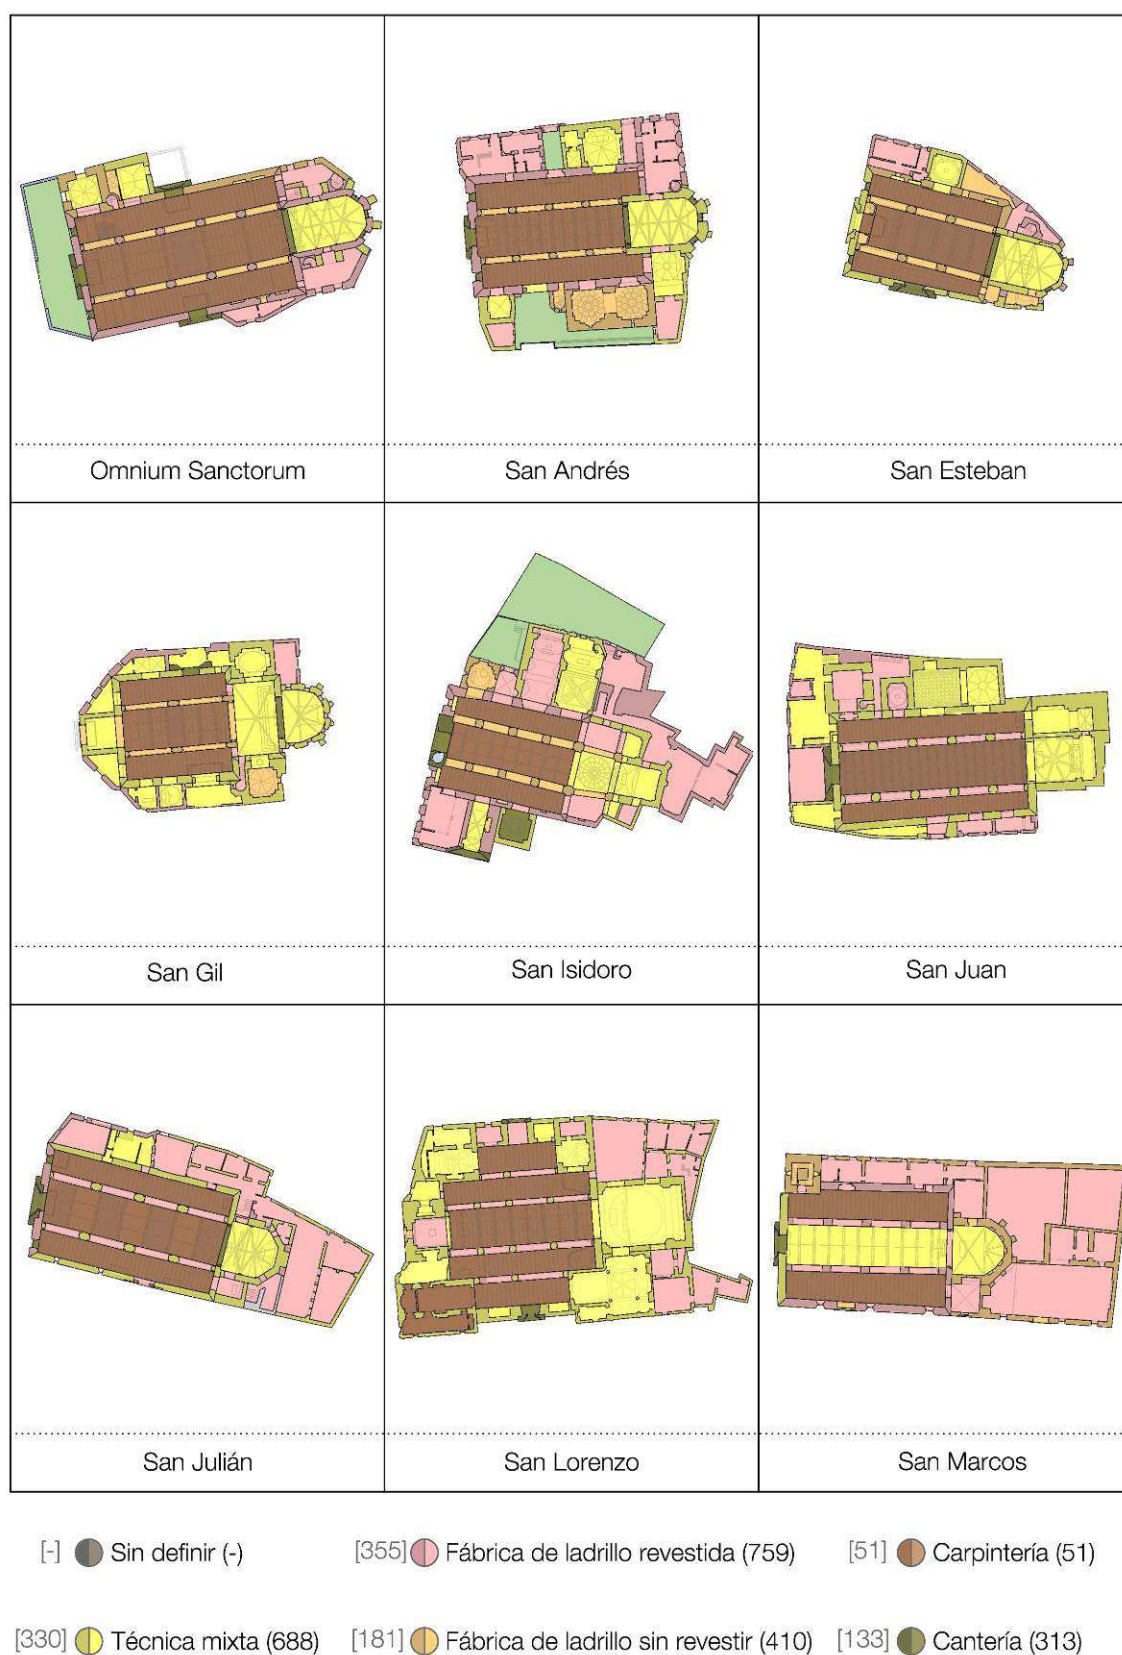 Omnium Sanctorum
San Andrés
San Esteban
San Gil
San Isidoro
San Juan
San Julián
San Lorenzo
San Marcos
[-] Sin definir (-)
[355] Fábrica de ladrillo revestida (759)
[51] Carpintería (51)
[330] Técnica mixta (688)
[181] Fábrica de ladrillo sin revestir (410)
[133] Cantería (313)